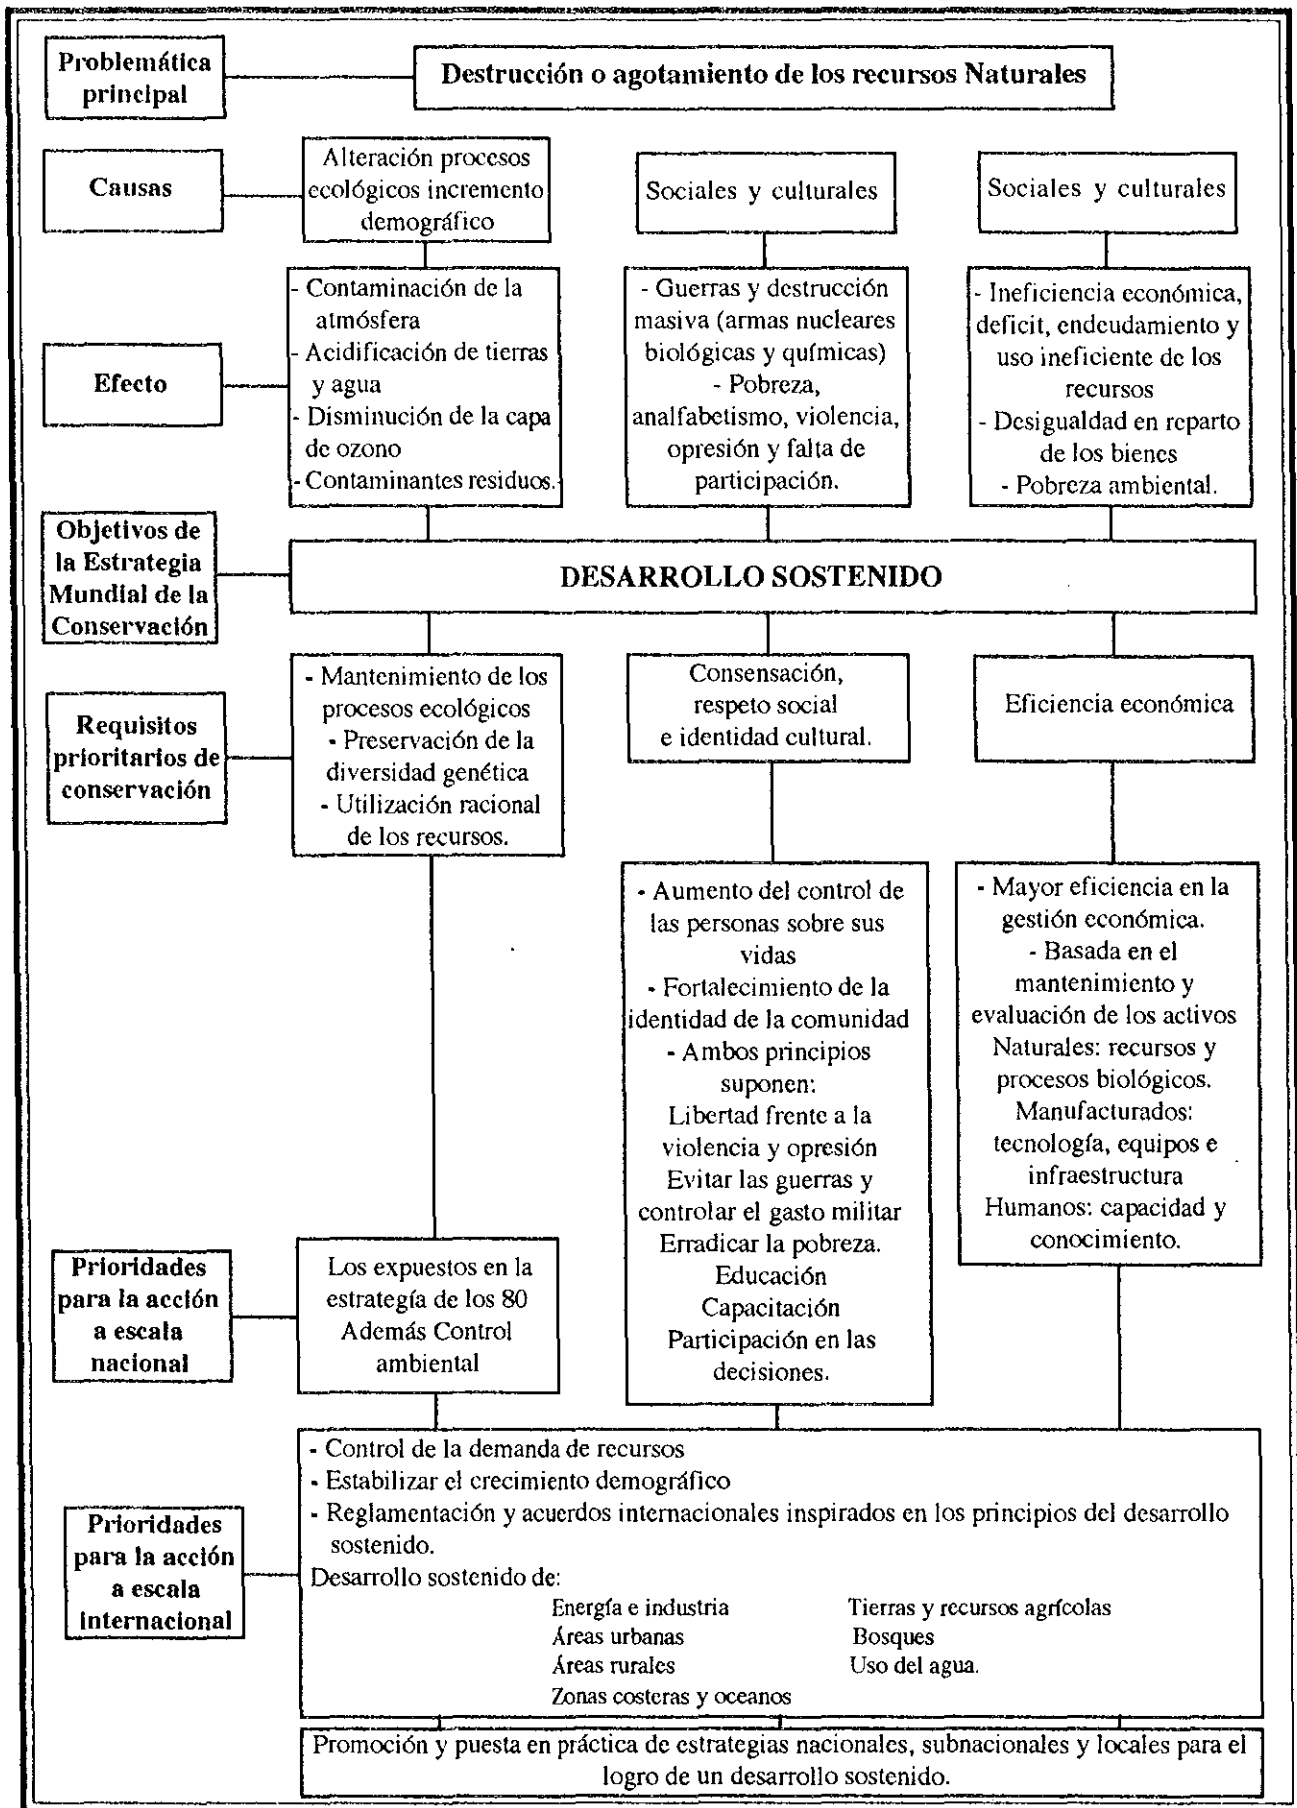 Problemática
principal
Destrucción o agotamiento de los recursos Naturales
Causas
Alteración procesos
ecológicos incremento
demográfico
Sociales y culturales
Sociales y culturales
Efecto
- Contaminación de la
atmósfera
- Acidificación de tierras
y agua
- Disminución de la capa
de ozono
- Contaminantes residuos.
- Guerras y destrucción
masiva (armas nucleares
biológicas y químicas)
- Pobreza,
analfabetismo, violencia,
opresión y falta de
participación.
- Ineficiencia económica,
deficit, endeudamiento y
uso ineficiente de los
recursos
- Desigualdad en reparto
de los bienes
- Pobreza ambiental.
Objetivos de
la Estrategia
Mundial de la
Conservación
DESARROLLO SOSTENIDO
Requisitos
prioritarios de
conservación
- Mantenimiento de los
procesos ecológicos
- Preservación de la
diversidad genética
- Utilización racional
de los recursos.
Consensación,
respeto social
e identidad cultural.
Eficiencia económica
- Aumento del control de
las personas sobre sus
vidas
- Fortalecimiento de la
identidad de la comunidad
- Ambos principios
suponen:
Libertad frente a la
violencia y opresión
Evitar las guerras y
controlar el gasto militar
Erradicar la pobreza.
Educación
Capacitación
Participación en las
decisiones.
- Mayor eficiencia en la
gestión económica.
- Basada en el
mantenimiento y
evaluación de los activos
Naturales: recursos y
procesos biológicos.
Manufacturados:
tecnología, equipos e
infraestructura
Humanos: capacidad y
conocimiento.
Prioridades
para la acción
a escala
nacional
Los expuestos en la
estrategía de los 80
Además Control
ambiental
Prioridades
para la acción
a escala
internacional
- Control de la demanda de recursos
- Estabilizar el crecimiento demográfico
- Reglamentación y acuerdos internacionales inspirados en los principios del desarrollo
sostenido.
Desarrollo sostenido de:
Energía e industria
Áreas urbanas
Áreas rurales
Zonas costeras y oceanos
Tierras y recursos agrícolas
Bosques
Uso del agua.
Promoción y puesta en práctica de estrategias nacionales, subnacionales y locales para el
logro de un desarrollo sostenido.